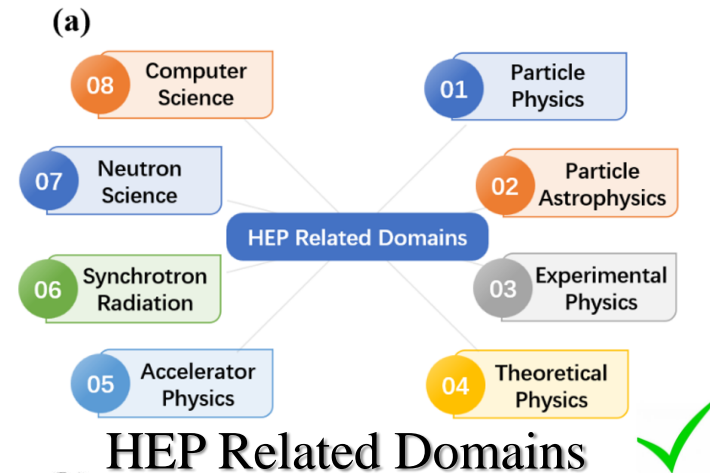 (a)
08
Computer
Science
01
Particle
Physics
07
Neutron
Science
02
Particle
Astrophysics
HEP Related Domains
06
Synchrotron
Radiation
03
Experimental
Physics
05
Accelerator
Physics
04
Theoretical
Physics
HEP Related Domains